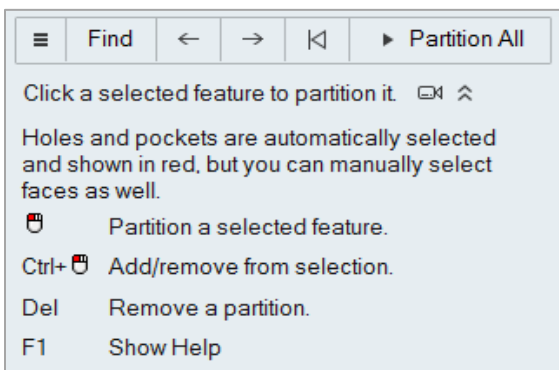 Find Partition All
Click a selected feature to partition it.
Holes and pockets are automatically selected
and shown in red, but you can manually select
faces as well.
Partition a selected feature.
Ctrl+ Add/remove from selection.
Del Remove a partition.
F1 Show Help